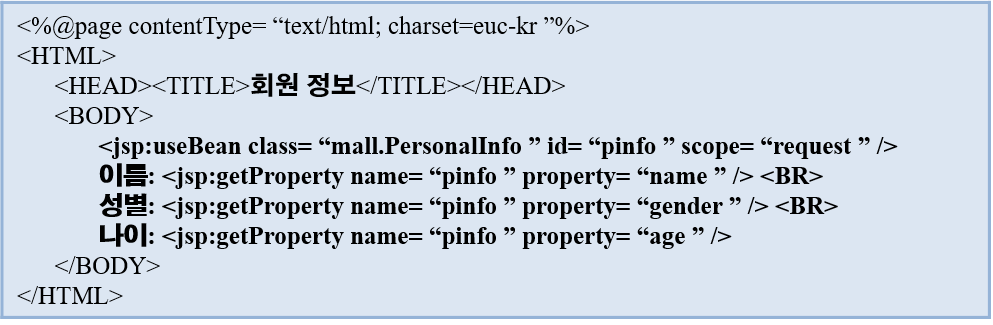 <%@page contentType= “text/html; charset=euc-kr ”%>
<HTML>
<HEAD><TITLE>회원 정보</TITLE></HEAD>
<BODY>
<jsp:useBean class= “mall.PersonalInfo ” id= “pinfo ” scope= “request ” />
이름: <jsp:getProperty name= “pinfo ” property= “name ” /> <BR>
성별: <jsp:getProperty name= “pinfo ” property= “gender ” /> <BR>
나이: <jsp:getProperty name= “pinfo ” property= “age ” />
</BODY>
</HTML>